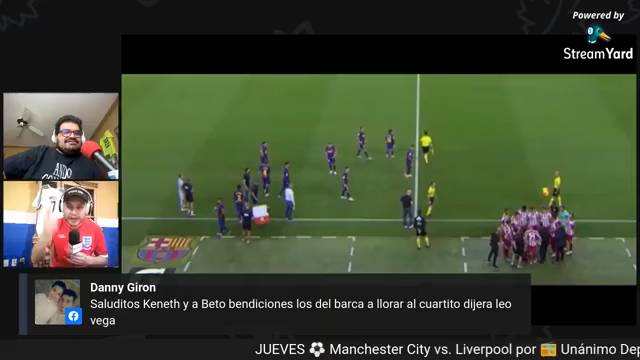 Powered by
StreamYard
Danny Giron
Saluditos Keneth y a Beto bendiciones los del barca a llorar al cuartito dijera leo
vega
JUEVES ⚽ Manchester City vs. Liverpool por 📻 Unánimo Dep